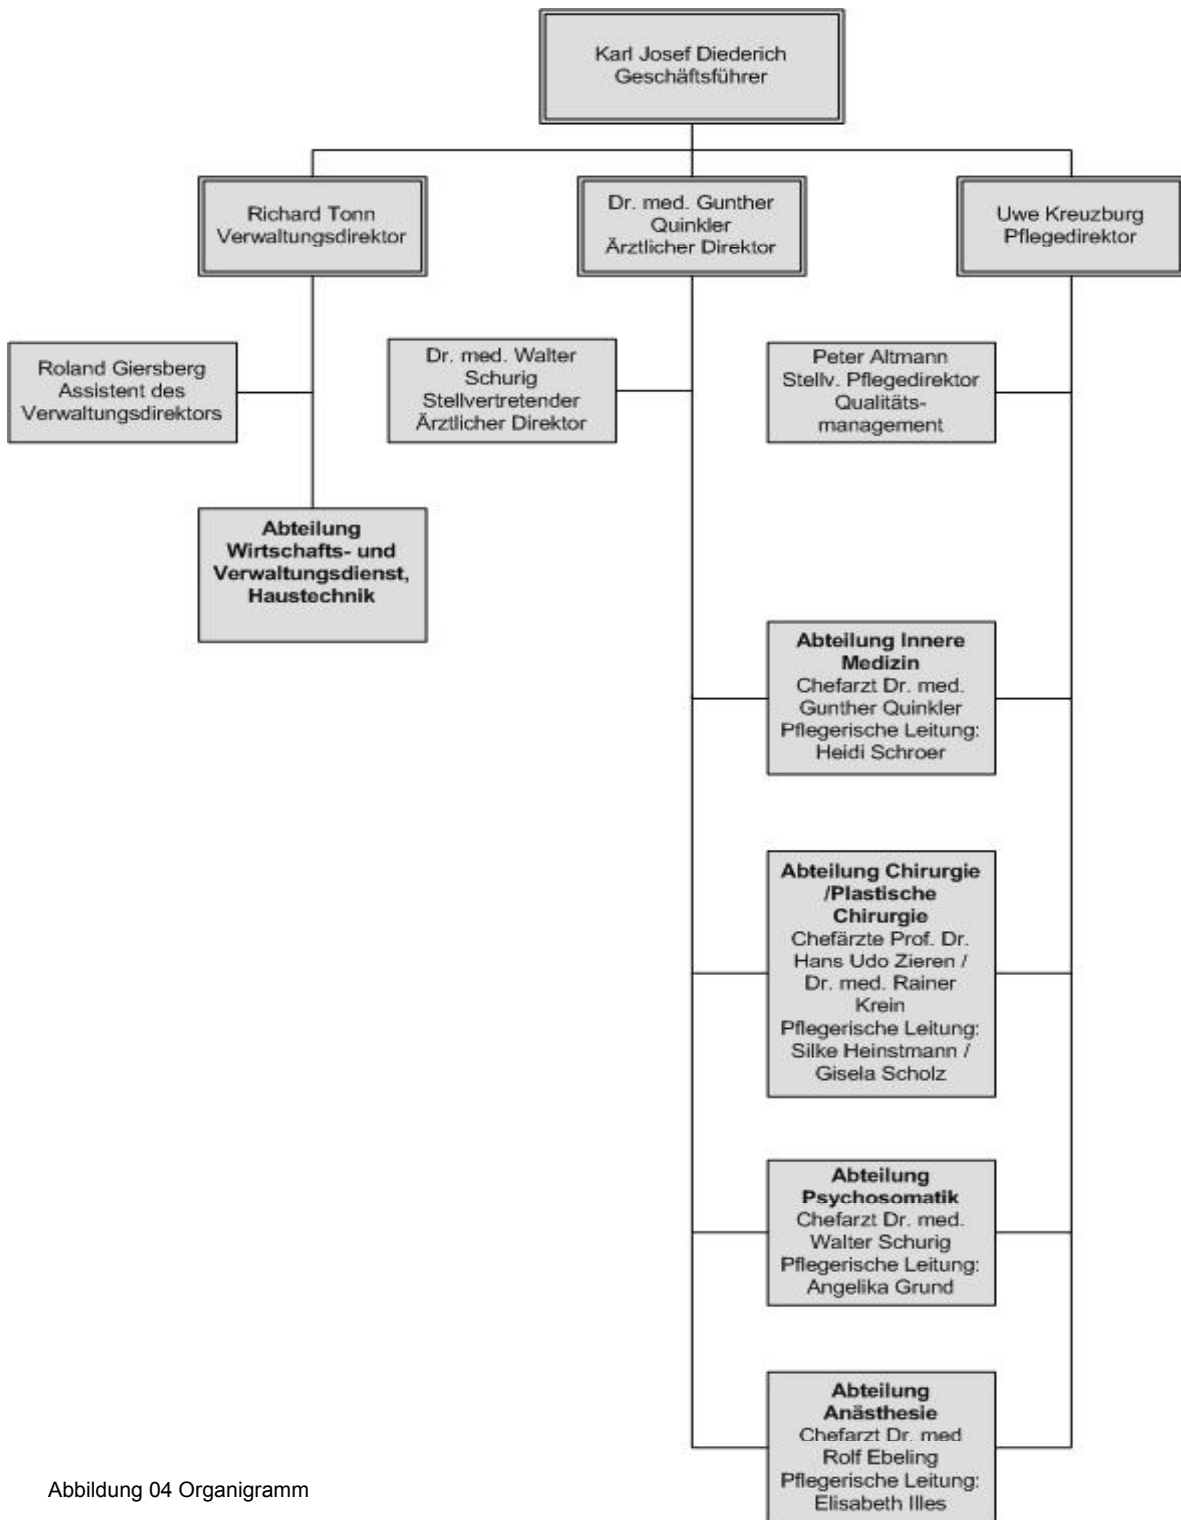 Karl Josef Diederich
Geschäftsführer
Richard Tonn
Verwaltungsdirektor
Dr. med. Gunther
Quinkler
Ärztlicher Direktor
Uwe Kreuzburg
Pflegedirektor
Roland Giersberg
Assistent des
Verwaltungsdirektors
Dr. med. Walter
Schurig
Stellvertretender
Ärztlicher Direktor
Peter Altmann
Stellv. Pflegedirektor
Qualitäts-
management
Abteilung
Wirtschafts- und
Verwaltungsdienst,
Haustechnik
Abteilung Innere
Medizin
Chefarzt Dr. med.
Gunther Quinkler
Pflegerische Leitung:
Heidi Schroer
Abteilung Chirurgie
/Plastische
Chirurgie
Chefärzte Prof. Dr.
Hans Udo Zieren /
Dr. med. Rainer
Krein
Pflegerische Leitung:
Silke Heinstmann /
Gisela Scholz
Abteilung
Psychosomatik
Chefarzt Dr. med.
Walter Schurig
Pflegerische Leitung:
Angelika Grund
Abteilung
Anästhesie
Chefarzt Dr. med
Rolf Ebeling
Pflegerische Leitung:
Elisabeth Illes
Abbildung 04 Organigramm